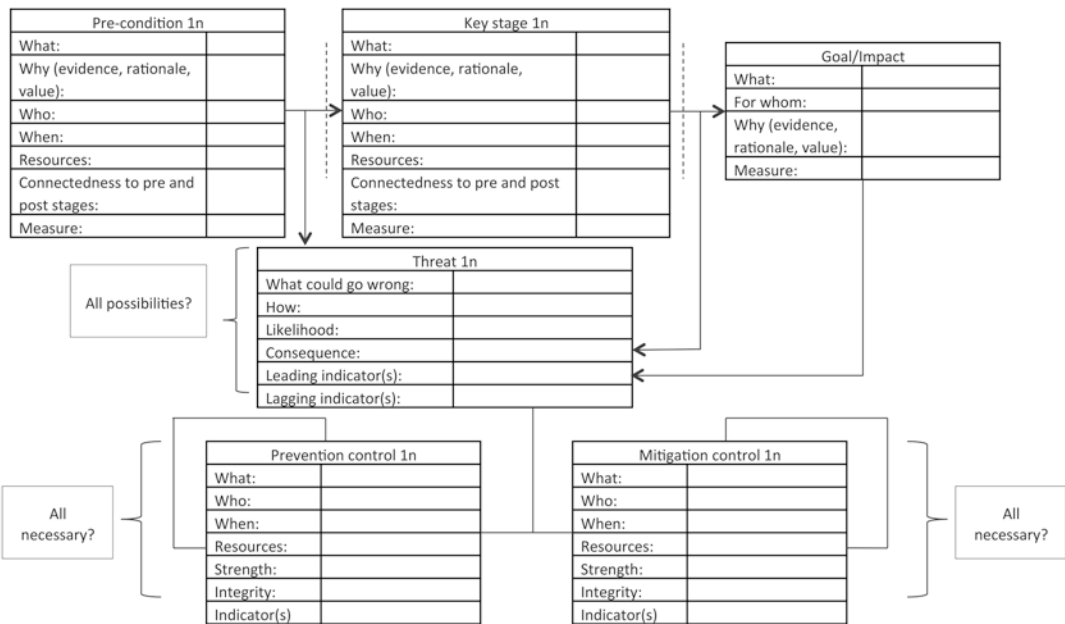 Pre-condition 1n
What:
Why (evidence, rationale,
value):
Who:
When:
Resources:
Connectedness to pre and
post stages:
Measure:
Key stage 1n
What:
Why (evidence, rationale,
value):
Who:
When:
Resources:
Connectedness to pre and post
stages:
Measure:
Goal/Impact
What:
For whom:
Why (evidence,
rationale, value):
Measure:
All possibilities?
Threat 1n
What could go wrong:
How:
Likelihood:
Consequence:
Leading indicator(s):
Lagging indicator(s):
All
necessary?
Prevention control 1n
What:
Who:
When:
Resources:
Strength:
Integrity:
Indicator(s)
Mitigation control 1n
What:
Who:
When:
Resources:
Strength:
Integrity:
Indicator(s)
All
necessary?